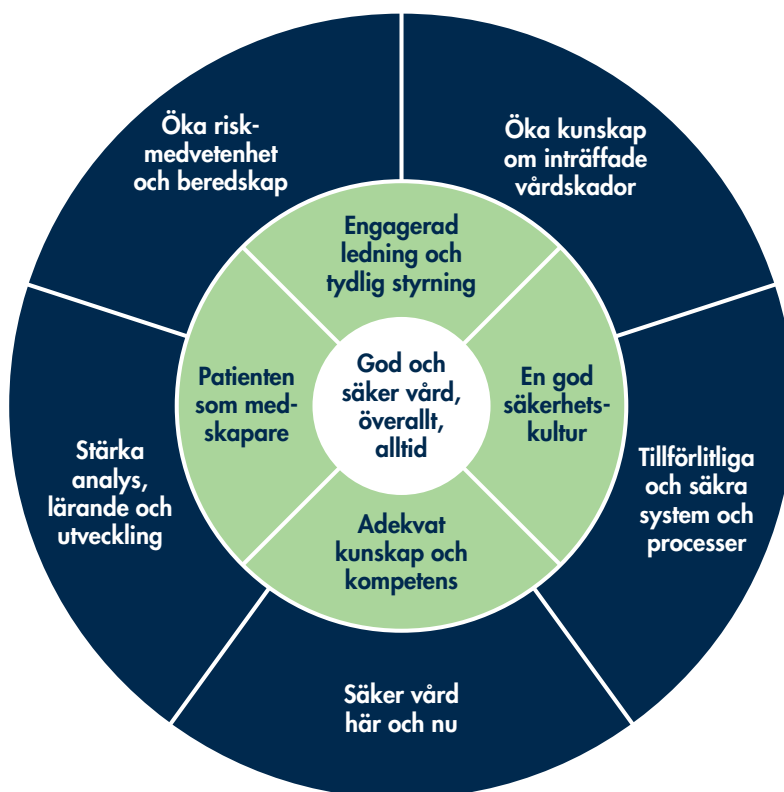 Öka risk-
medvetenhet
och beredskap
Öka kunskap
om inträffade
vårdskador
Engagerad
ledning och
tydlig styrning
Patienten
som med-
skapare
God och
säker vård,
överallt,
alltid
En god
säkerhets-
kultur
Stärka
analys,
lärande och
utveckling
Tillförlitliga
och säkra
system och
processer
Adekvat
kunskap och
kompetens
Säker vård
här och nu